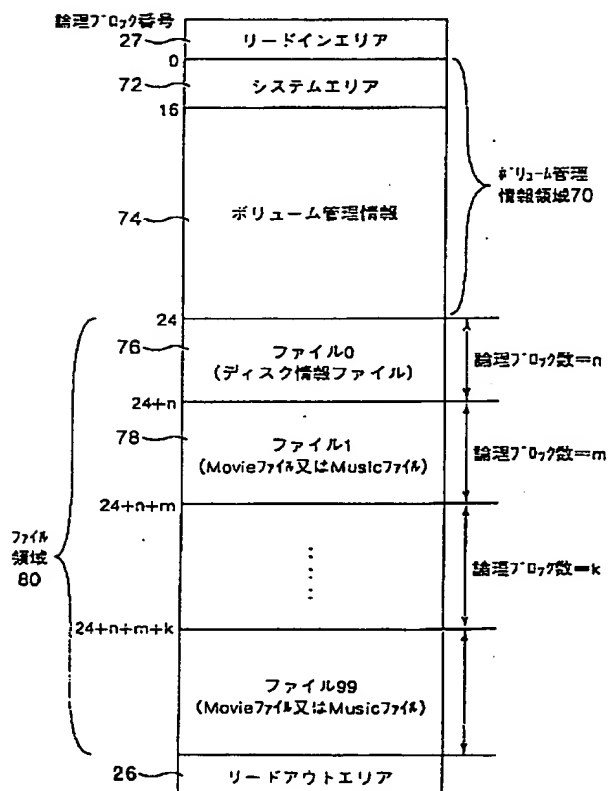 論理ブロック番号
27
リードインエリア
0
72
システムエリア
16
74
ボリューム管理情報
ボリューム管理
情報領域70
24
76
ファイル0
(ディスク情報ファイル)
論理ブロック数=n
24+n
78
ファイル1
(Movieファイル又はMusicファイル)
論理ブロック数=m
24+n+m
ファイル
領域
80
論理ブロック数=k
24+n+m+k
ファイル99
(Movieファイル又はMusicファイル)
26
リードアウトエリア